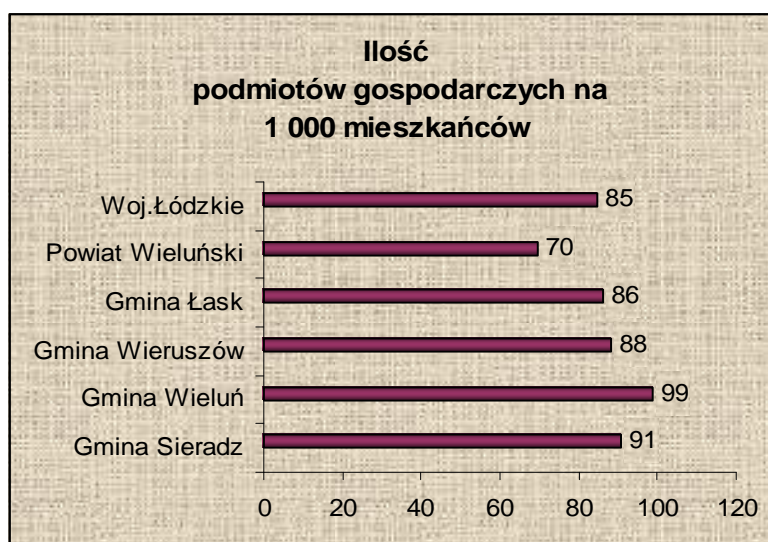 Ilość
podmiotów gospodarczych na
1 000 mieszkańców
Woj.Łódzkie 85
Powiat Wieluński 70
Gmina Łask 86
Gmina Wieruszów 88
Gmina Wieluń 99
Gmina Sieradz 91
0 20 40 60 80 100 120